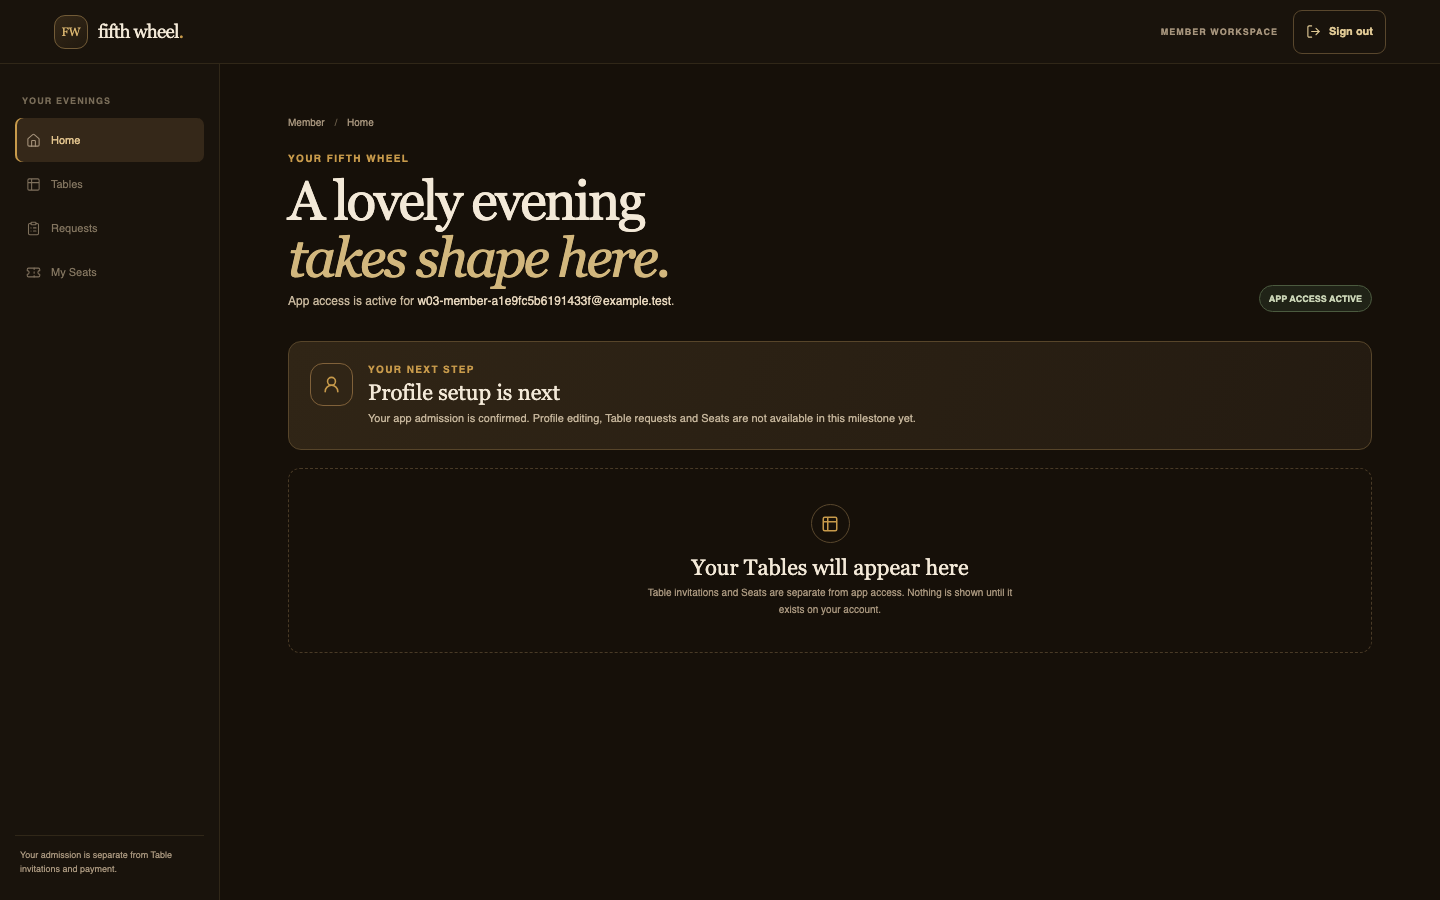 FW
fifth wheel.
MEMBER WORKSPACE
Sign out
YOUR EVENINGS
Home
Tables
Requests
My Seats
Your admission is separate from Table
invitations and payment.
Member / Home
YOUR FIFTH WHEEL
A lovely evening
takes shape here.
App access is active for w03-member-a1e9fc5b6191433f@example.test.
APP ACCESS ACTIVE
YOUR NEXT STEP
Profile setup is next
Your app admission is confirmed. Profile editing, Table requests and Seats are not available in this milestone yet.
Your Tables will appear here
Table invitations and Seats are separate from app access. Nothing is shown until it
exists on your account.